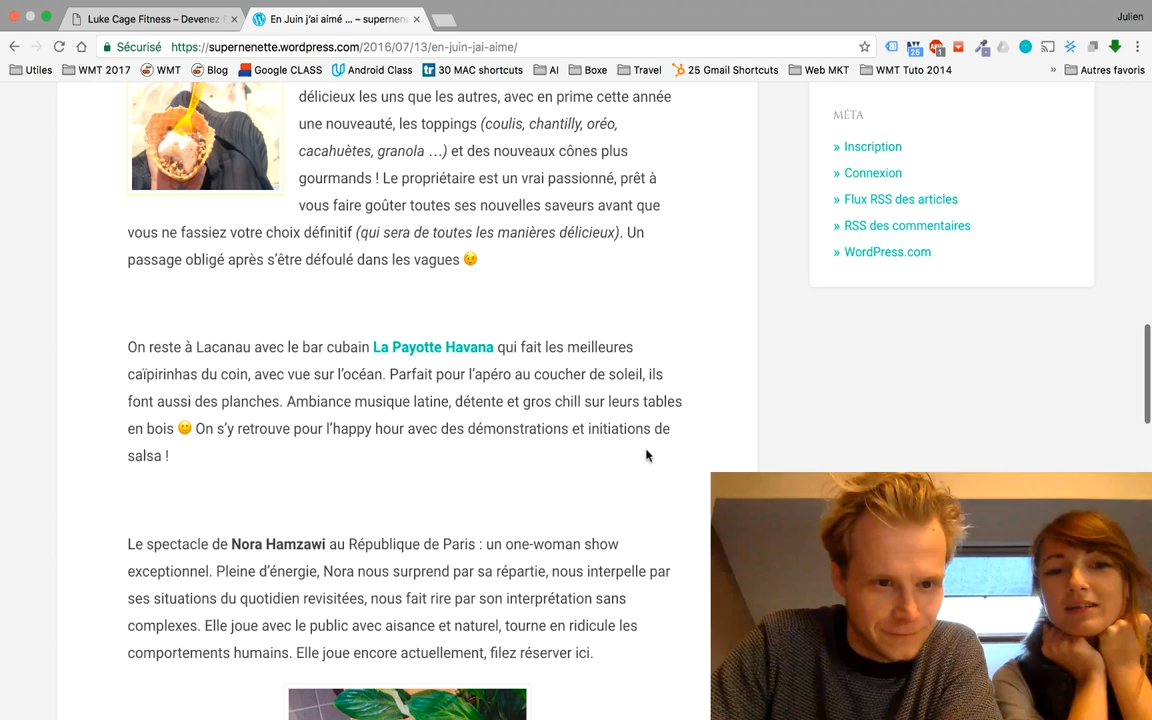 Luke Cage Fitness – Devenez
En Juin j'ai aimé ... – supernene
Julien
Sécurisé
https://supernenette.wordpress.com/2016/07/13/en-juin-jai-aime/
Utiles
WMT 2017
WMT
Blog
Google CLASS
Android Class
30 MAC shortcuts
AI
Boxe
Travel
25 Gmail Shortcuts
Web MKT
WMT Tuto 2014
»
Autres favoris
délicieux les uns que les autres, avec en prime cette année
une nouveauté, les toppings (coulis, chantilly, oréo,
cacahuètes, granola …) et des nouveaux cônes plus
gourmands ! Le propriétaire est un vrai passionné, prêt à
vous faire goûter toutes ses nouvelles saveurs avant que
vous ne fassiez votre choix définitif (qui sera de toutes les manières délicieux). Un
passage obligé après s'être défoulé dans les vagues 😉
On reste à Lacanau avec le bar cubain La Payotte Havana qui fait les meilleures
caïpirinhas du coin, avec vue sur l'océan. Parfait pour l'apéro au coucher de soleil, ils
font aussi des planches. Ambiance musique latine, détente et gros chill sur leurs tables
en bois 🙂 On s'y retrouve pour l'happy hour avec des démonstrations et initiations de
salsa !
Le spectacle de Nora Hamzawi au République de Paris : un one-woman show
exceptionnel. Pleine d'énergie, Nora nous surprend par sa répartie, nous interpelle par
ses situations du quotidien revisitées, nous fait rire par son interprétation sans
complexes. Elle joue avec le public avec aisance et naturel, tourne en ridicule les
comportements humains. Elle joue encore actuellement, filez réserver ici.
MÉTA
» Inscription
» Connexion
» Flux RSS des articles
» RSS des commentaires
» WordPress.com